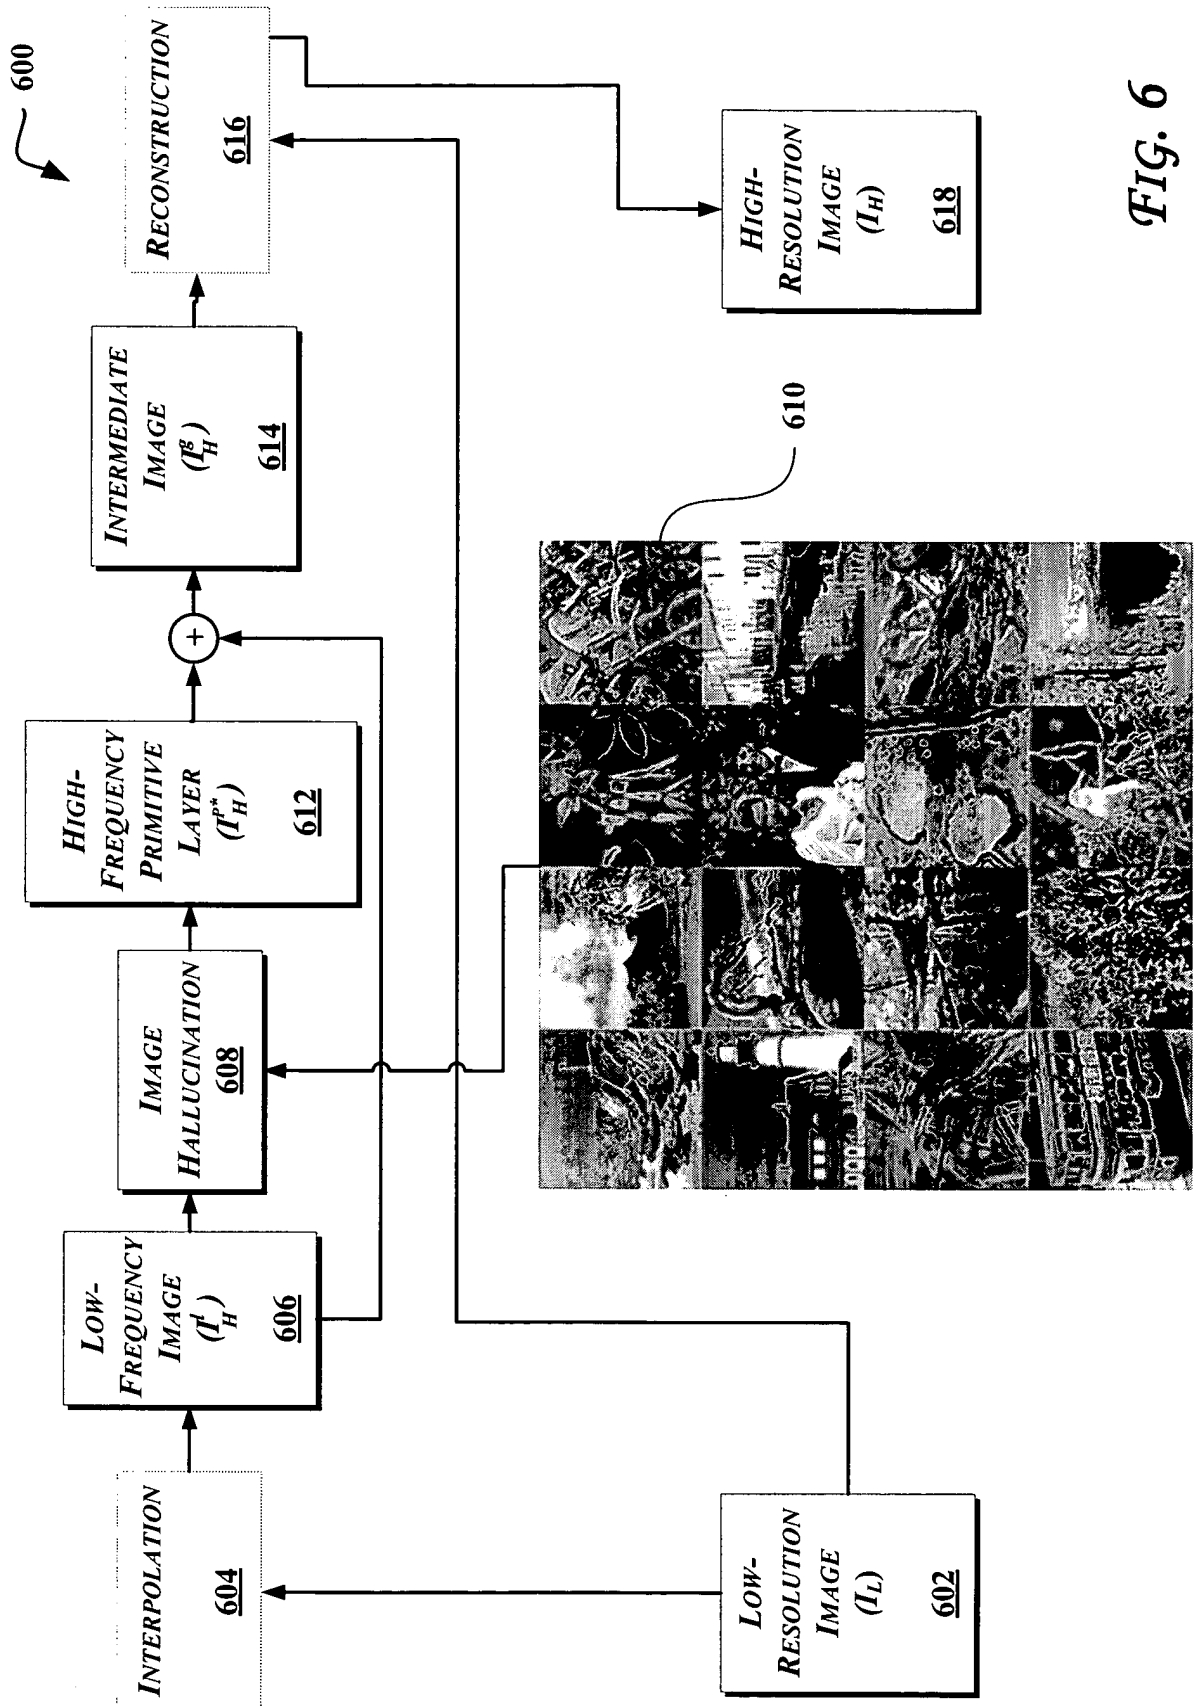 600
INTERPOLATION
604
LOW-
FREQUENCY
IMAGE
(I^l_H)
606
IMAGE
HALLUCINATION
608
HIGH-
FREQUENCY
PRIMITIVE
LAYER
(I^{p*}_H)
612
+
INTERMEDIATE
IMAGE
(I^g_H)
614
RECONSTRUCTION
616
LOW-
RESOLUTION
IMAGE
(I_L)
602
610
HIGH-
RESOLUTION
IMAGE
(I_H)
618
FIG. 6